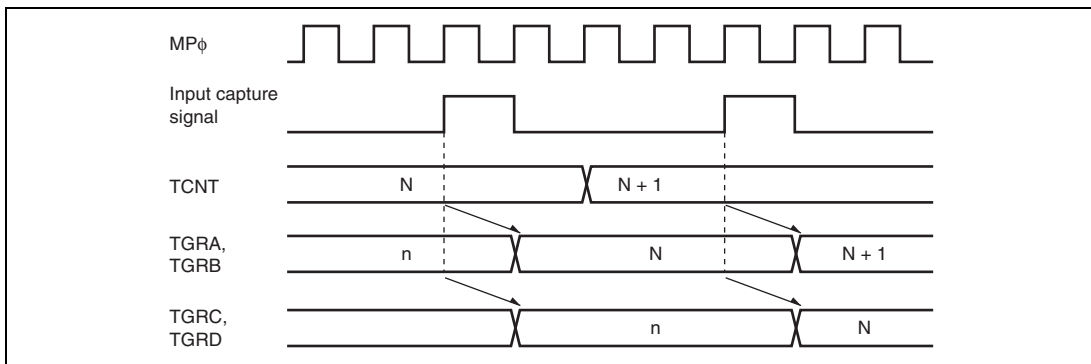 MPϕ
Input capture
signal
TCNT
N
N + 1
TGRA,
TGRB
n
N
N + 1
TGRC,
TGRD
n
N